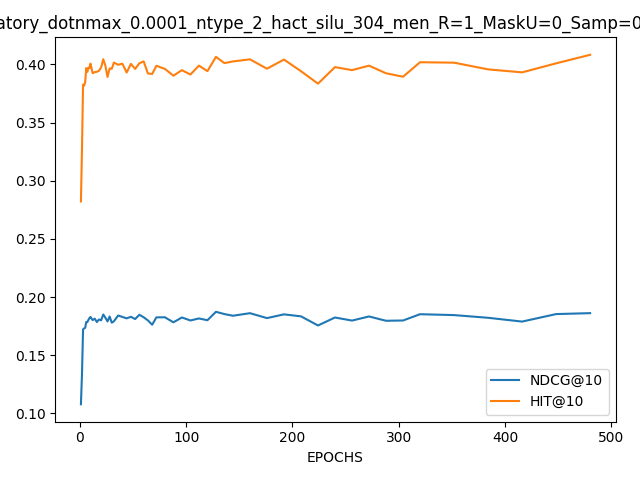 atory_dotnmax_0.0001_ntype_2_hact_silu_304_men_R=1_MaskU=0_Samp=0
0.40
0.35
0.30
0.25
0.20
0.15
0.10
NDCG@10
HIT@10
0 100 200 300 400 500
EPOCHS